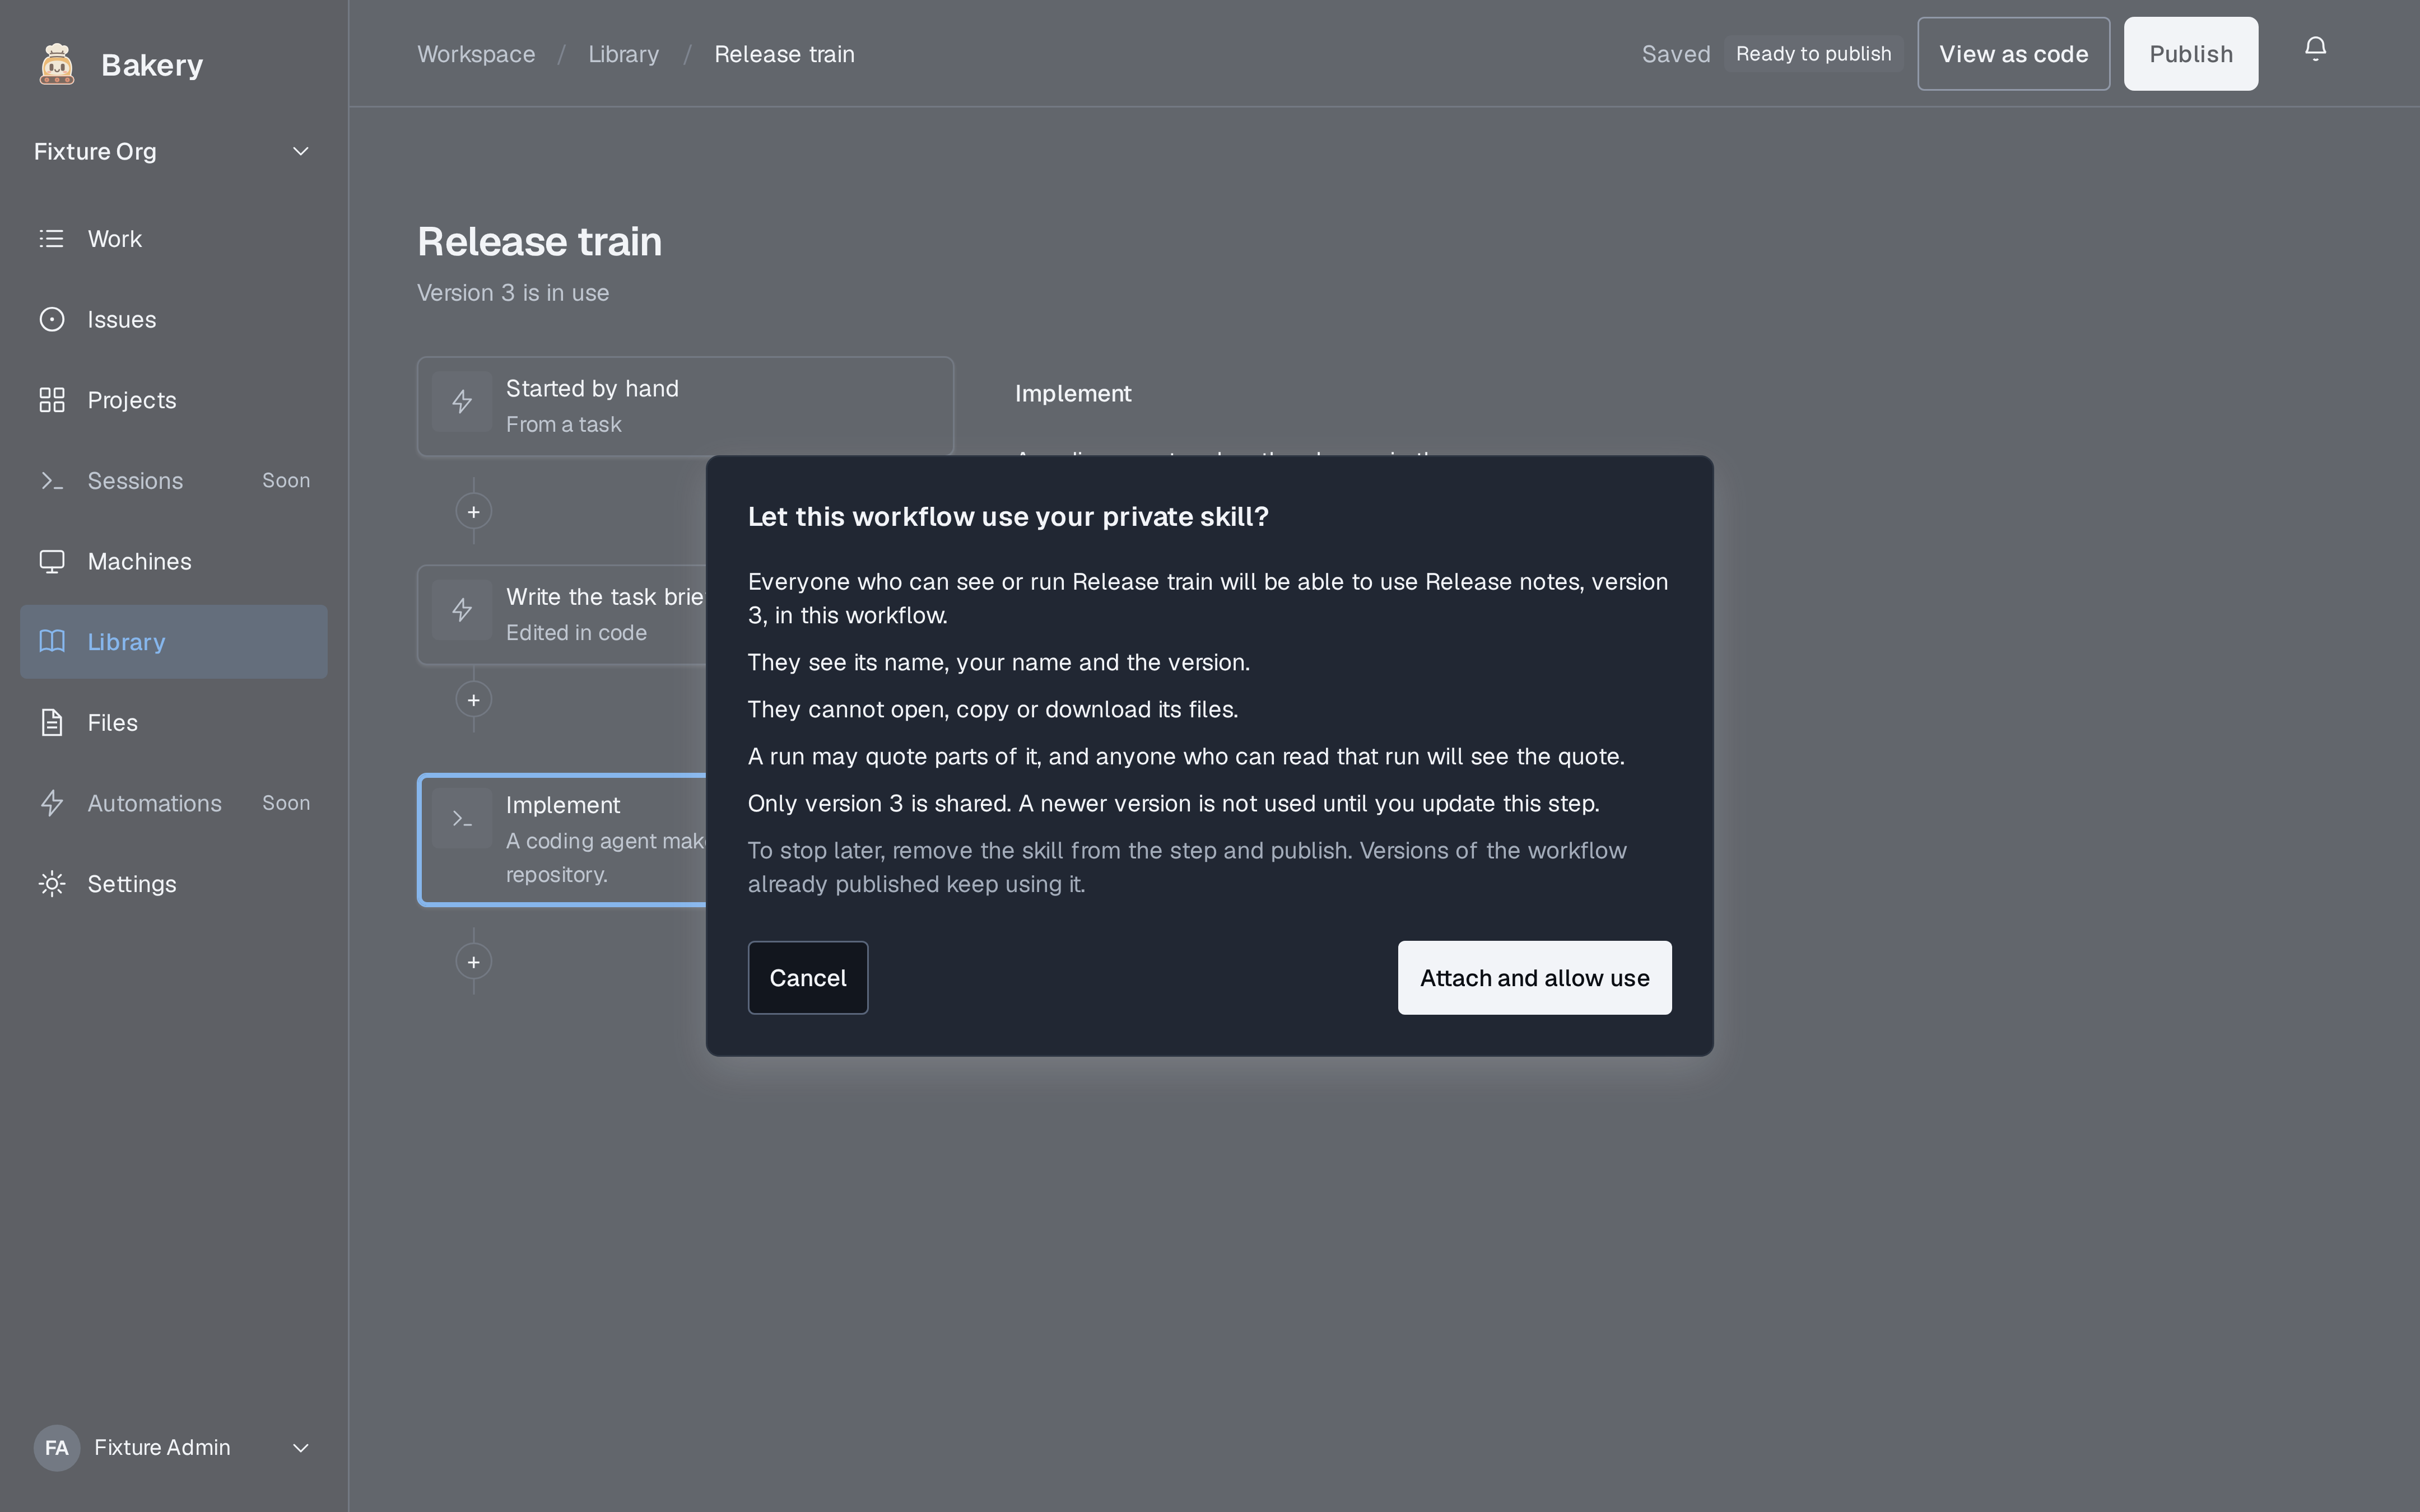 Bakery
Fixture Org
Work
Issues
Projects
Sessions Soon
Machines
Library
Files
Automations Soon
Settings
FA Fixture Admin
Workspace / Library / Release train
Saved Ready to publish View as code Publish
Release train
Version 3 is in use
Started by hand
From a task
Write the task brie
Edited in code
Implement
A coding agent mak
repository.
Implement
Let this workflow use your private skill?
Everyone who can see or run Release train will be able to use Release notes, version
3, in this workflow.
They see its name, your name and the version.
They cannot open, copy or download its files.
A run may quote parts of it, and anyone who can read that run will see the quote.
Only version 3 is shared. A newer version is not used until you update this step.
To stop later, remove the skill from the step and publish. Versions of the workflow
already published keep using it.
Cancel
Attach and allow use